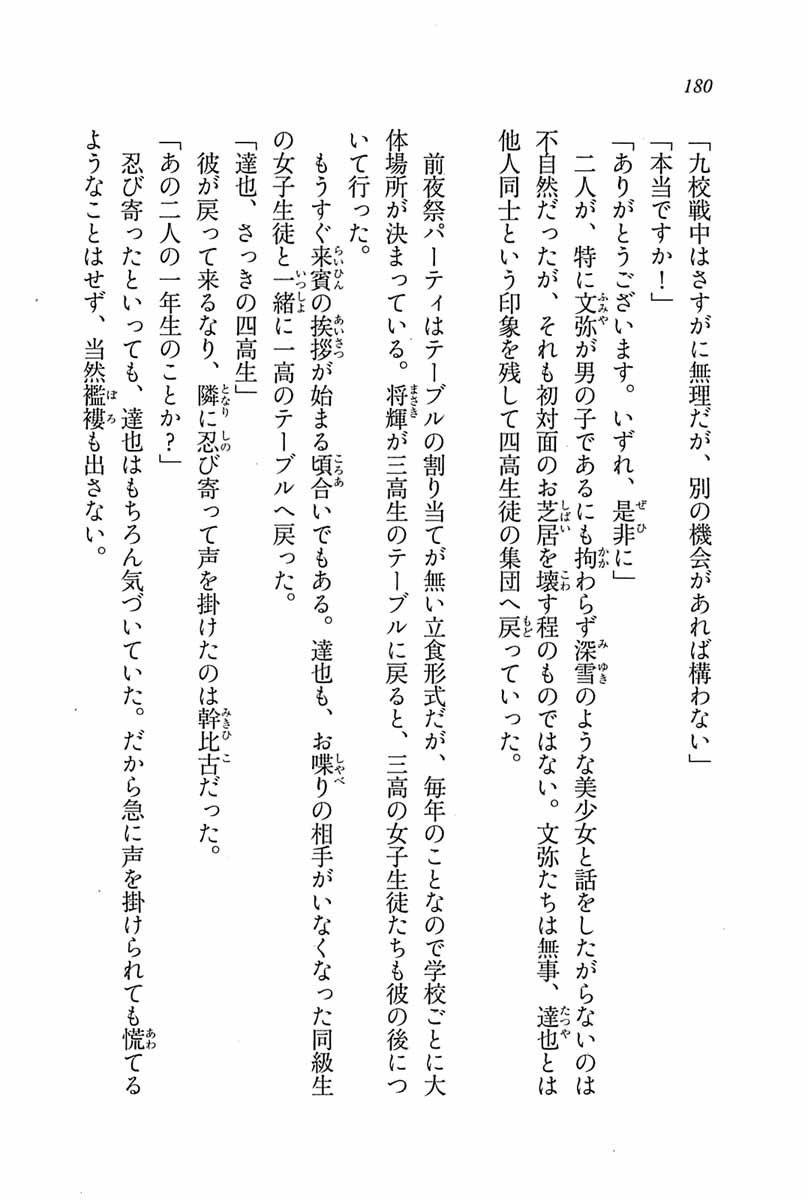 180
「九校戦中はさすがに無理だが、別の機会があれば構わない」
「本当ですか！」
「ありがとうございます。いずれ、是非に」
二人が、特に文弥が男の子であるにも拘わらず深雪のような美少女と話をしたがらないのは
不自然だったが、それも初対面のお芝居を壊す程のものではない。文弥たちは無事、達也とは
他人同士という印象を残して四高生徒の集団へ戻っていった。
前夜祭パーティはテーブルの割り当てが無い立食形式だが、毎年のことなので学校ごとに大
体場所が決まっている。将輝が三高生のテーブルに戻ると、三高の女子生徒たちも彼の後につ
いて行った。
もうすぐ来賓の挨拶が始まる頃合いでもある。達也も、お喋りの相手がいなくなった同級生
の女子生徒と一緒に一高のテーブルへ戻った。
「達也、さっきの四高生」
彼が戻って来るなり、隣に忍び寄って声を掛けたのは幹比古だった。
「あの二人の一年生のことか？」
忍び寄ったといっても、達也はもちろん気づいていた。だから急に声を掛けられても慌てる
ようなことはせず、当然襤褸も出さない。